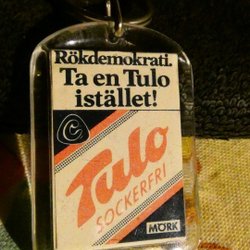 Rökdemokrati.
Ta en Tulo
istället!
C
Tulo
SOCKERFRI
MÖRK